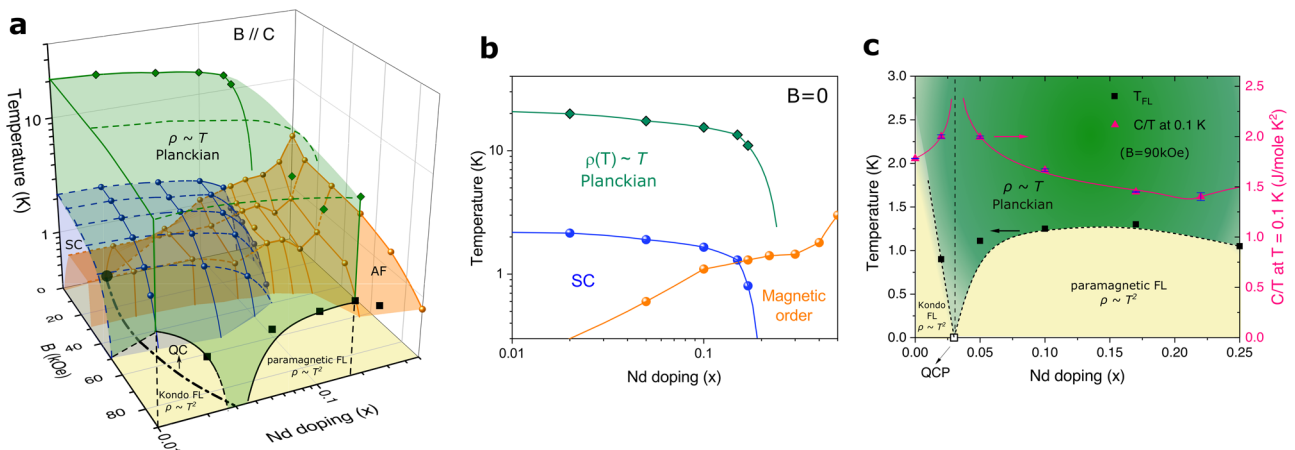 a
B // C
Temperature (K)
10
1
0
ρ ~ T
Planckian
SC
AF
QC
Kondo FL
ρ ~ T²
paramagnetic FL
ρ ~ T²
20
40
60
80
B (kOe)
0.1
Nd doping (x)
b
B=0
ρ(T) ~ T
Planckian
SC
Magnetic
order
Temperature (K)
10
1
0.01
0.1
Nd doping (x)
c
T_FL
C/T at 0.1 K
(B=90kOe)
ρ ~ T
Planckian
paramagnetic FL
ρ ~ T²
Kondo
FL
ρ ~ T²
QCP
Temperature (K)
3.0
2.5
2.0
1.5
1.0
0.5
0.0
0.00
0.05
0.10
0.15
0.20
0.25
Nd doping (x)
2.5
2.0
1.5
1.0
0.5
0.0
C/T at T = 0.1 K (J/mole K²)